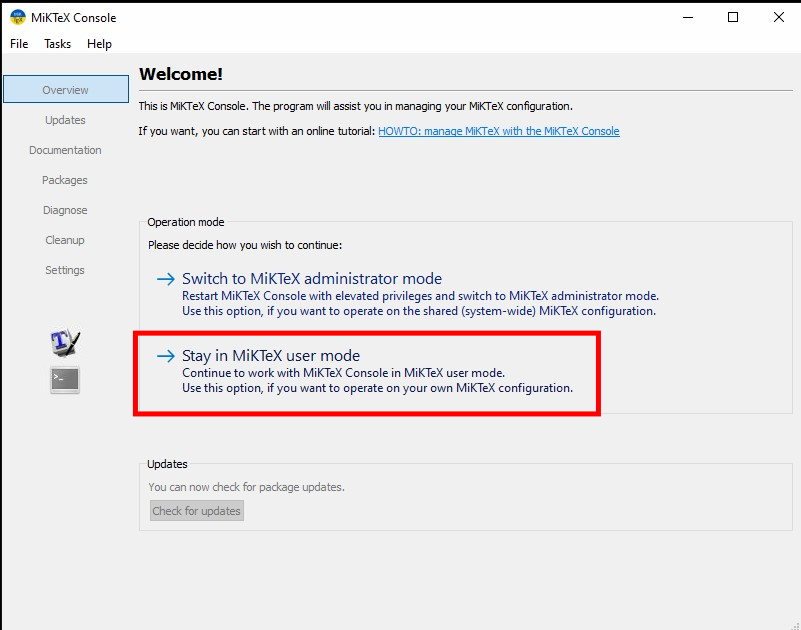 MiKTeX Console
File Tasks Help
Overview
Updates
Documentation
Packages
Diagnose
Cleanup
Settings
Welcome!
This is MiKTeX Console. The program will assist you in managing your MiKTeX configuration.
If you want, you can start with an online tutorial: HOWTO: manage MiKTeX with the MiKTeX Console
Operation mode
Please decide how you wish to continue:
Switch to MiKTeX administrator mode
Restart MiKTeX Console with elevated privileges and switch to MiKTeX administrator mode.
Use this option, if you want to operate on the shared (system-wide) MiKTeX configuration.
Stay in MiKTeX user mode
Continue to work with MiKTeX Console in MiKTeX user mode.
Use this option, if you want to operate on your own MiKTeX configuration.
Updates
You can now check for package updates.
Check for updates